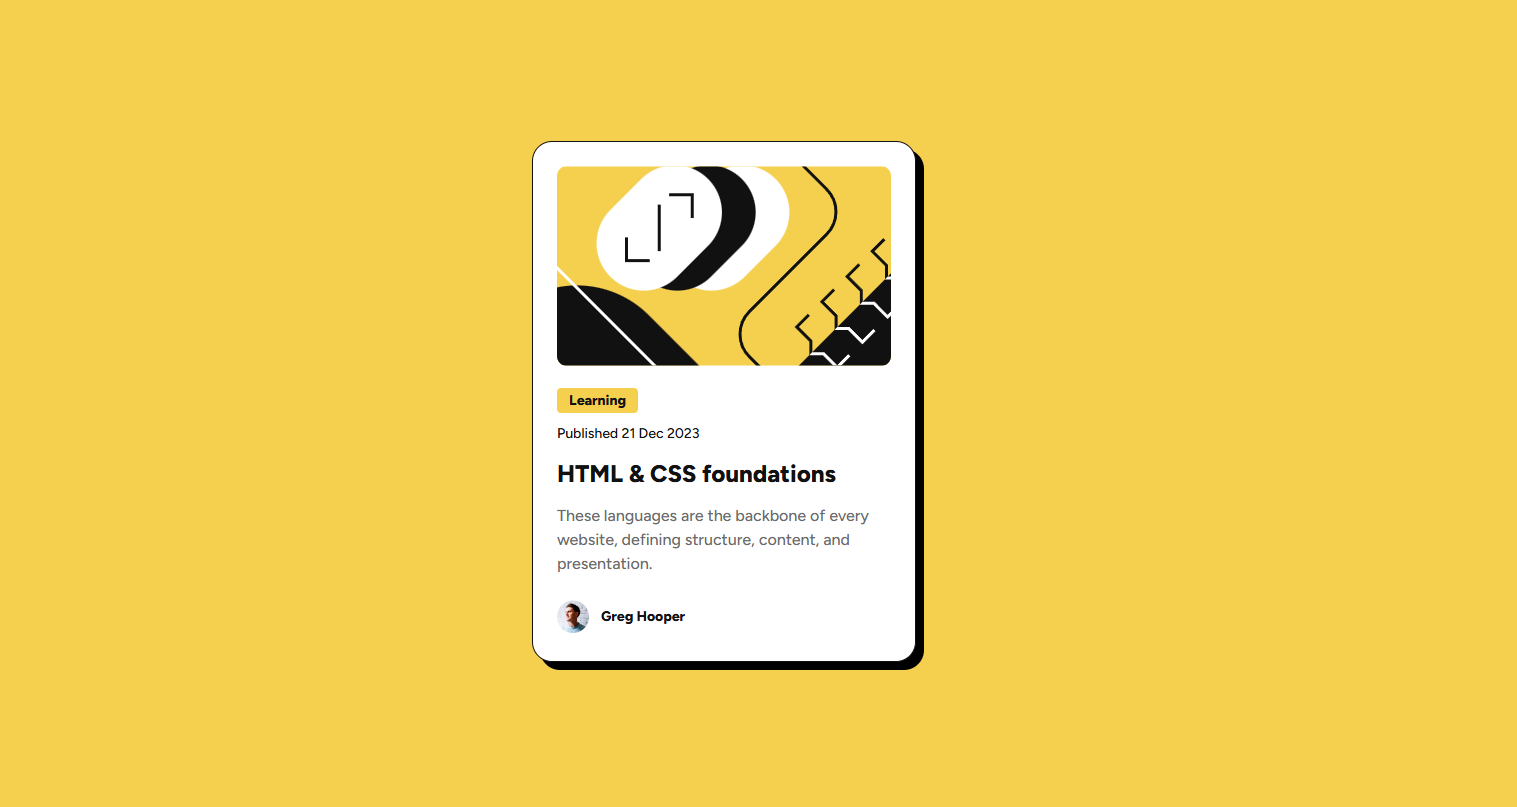 Learning
Published 21 Dec 2023
HTML & CSS foundations
These languages are the backbone of every
website, defining structure, content, and
presentation.
Greg Hooper